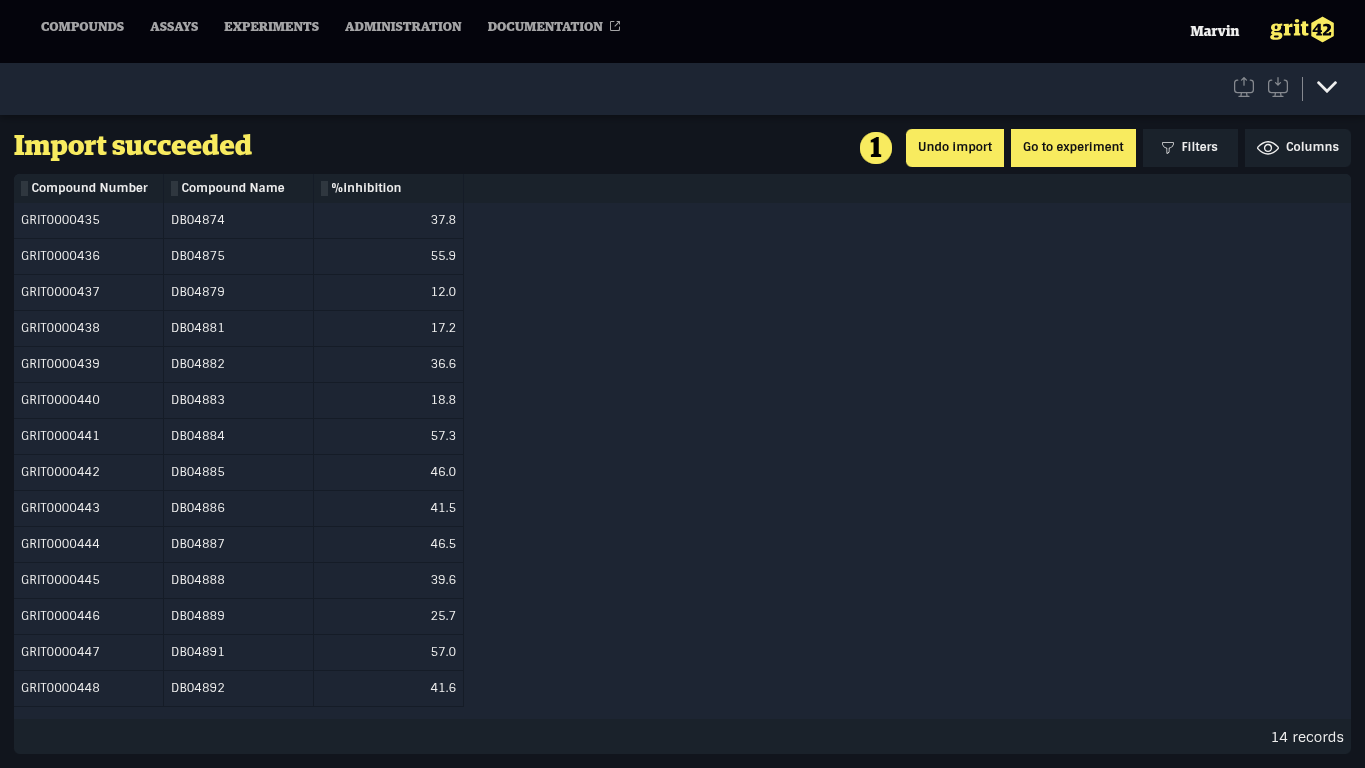 COMPOUNDS ASSAYS EXPERIMENTS ADMINISTRATION DOCUMENTATION Marvin grit42
Import succeeded 1 Undo import Go to experiment Filters Columns
Compound Number Compound Name %inhibition
GRIT0000435 DB04874 37.8
GRIT0000436 DB04875 55.9
GRIT0000437 DB04879 12.0
GRIT0000438 DB04881 17.2
GRIT0000439 DB04882 36.6
GRIT0000440 DB04883 18.8
GRIT0000441 DB04884 57.3
GRIT0000442 DB04885 46.0
GRIT0000443 DB04886 41.5
GRIT0000444 DB04887 46.5
GRIT0000445 DB04888 39.6
GRIT0000446 DB04889 25.7
GRIT0000447 DB04891 57.0
GRIT0000448 DB04892 41.6
14 records